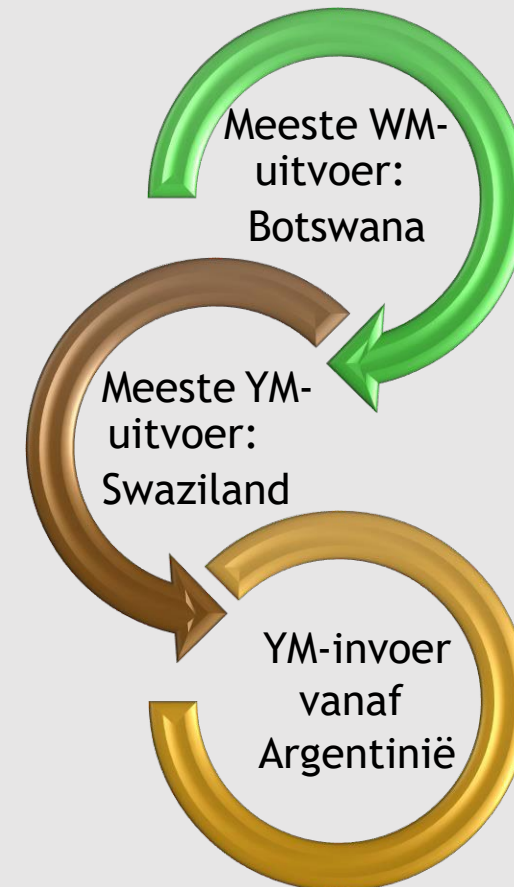 Meeste WM-
uitvoer:
Botswana
Meeste YM-
uitvoer:
Swaziland
YM-invoer
vanaf
Argentinië